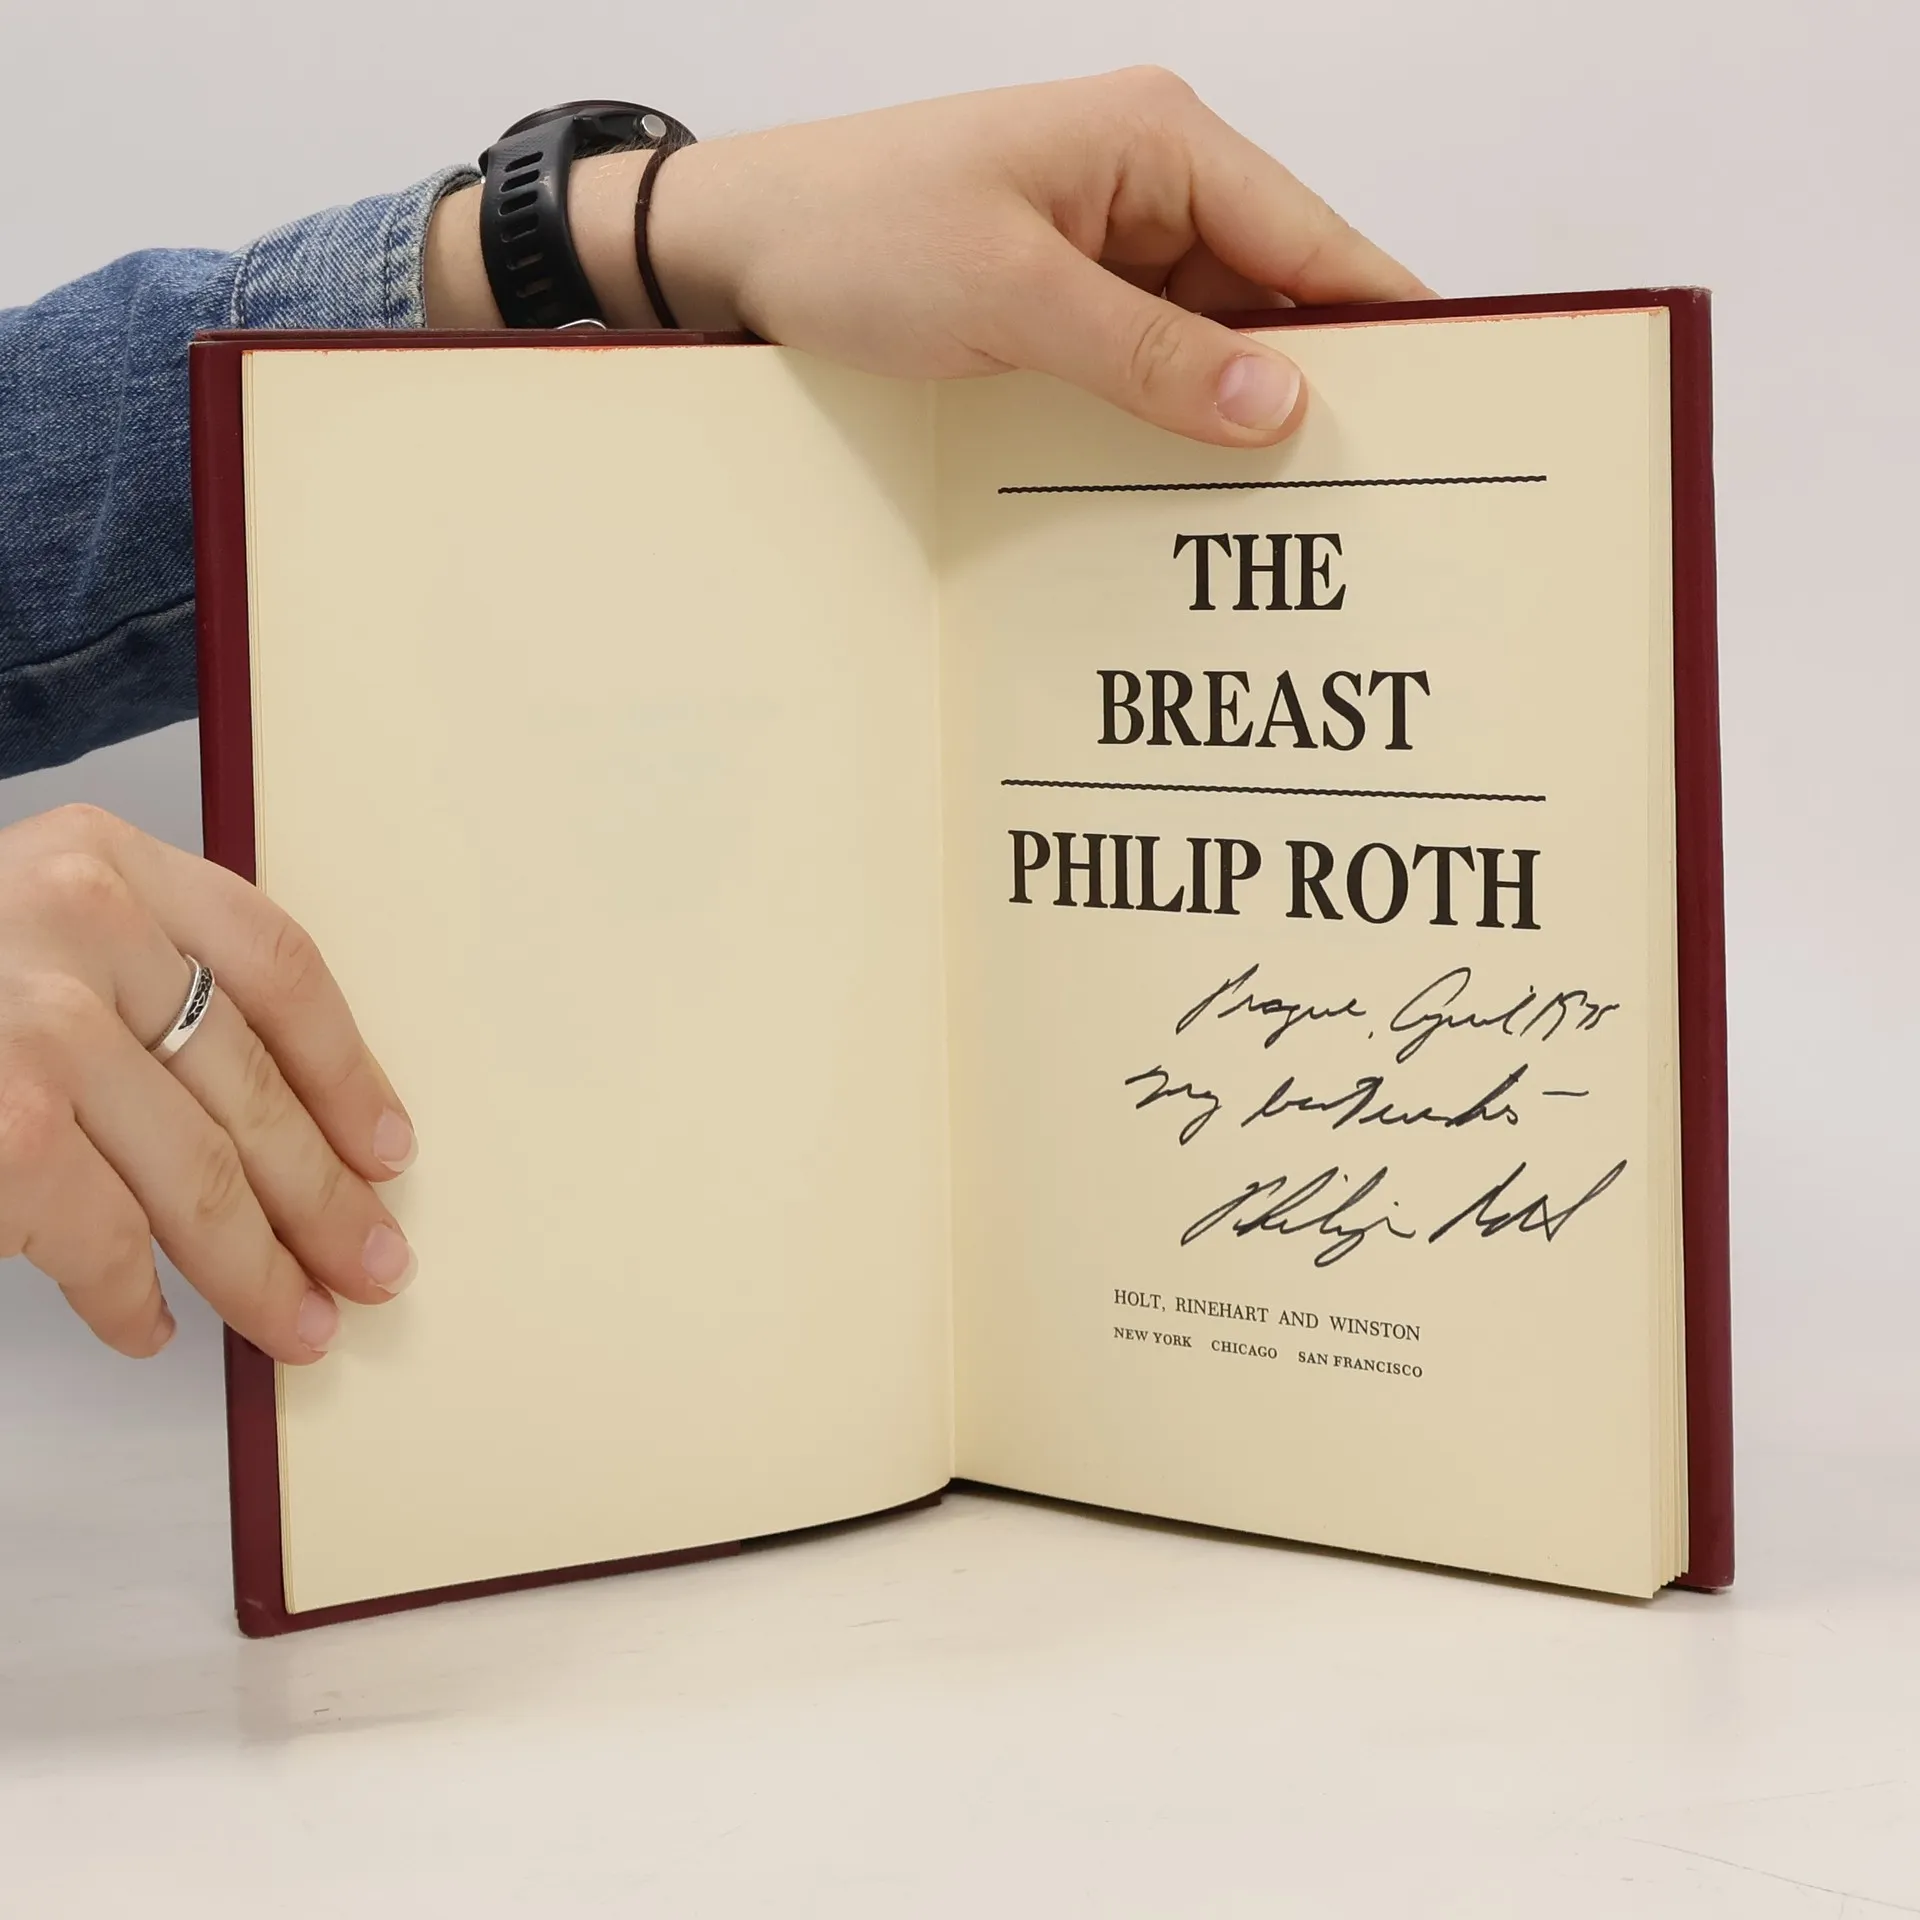 THE
BREAST
PHILIP ROTH
Prague, April 1975
My best wishes —
Philip Roth
HOLT, RINEHART AND WINSTON
NEW YORK CHICAGO SAN FRANCISCO